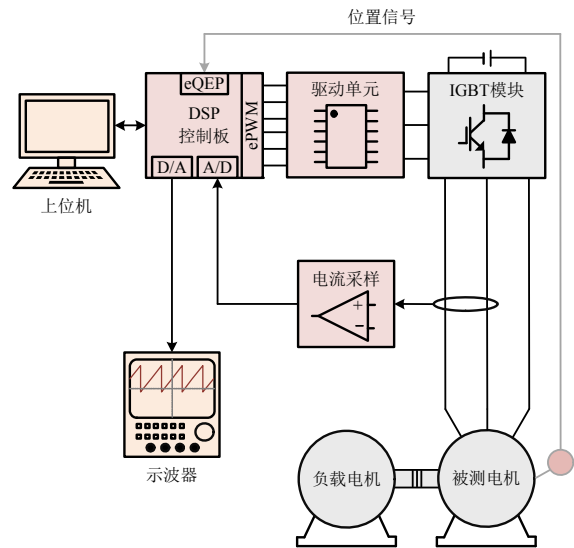 位置信号
eQEP
DSP
控制板
ePWM
D/A
A/D
驱动单元
IGBT模块
上位机
电流采样
+
−
示波器
负载电机
被测电机